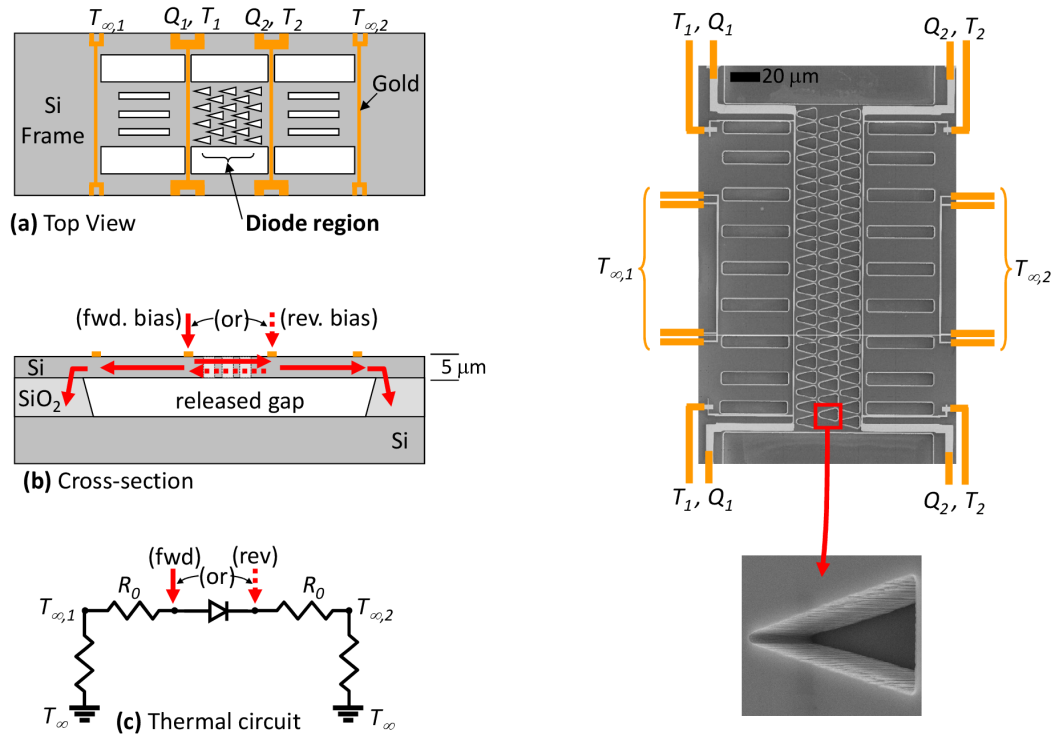 T∞,1 Q1, T1 Q2, T2 T∞,2
Si
Frame
Gold
(a) Top View
Diode region
(fwd. bias) (or) (rev. bias)
Si
5 μm
SiO2
released gap
Si
(b) Cross-section
(fwd) (or) (rev)
R0 R0
T∞,1 T∞,2
T∞ T∞
(c) Thermal circuit
T1, Q1 Q2, T2
20 μm
T∞,1 T∞,2
T1, Q1 Q2, T2